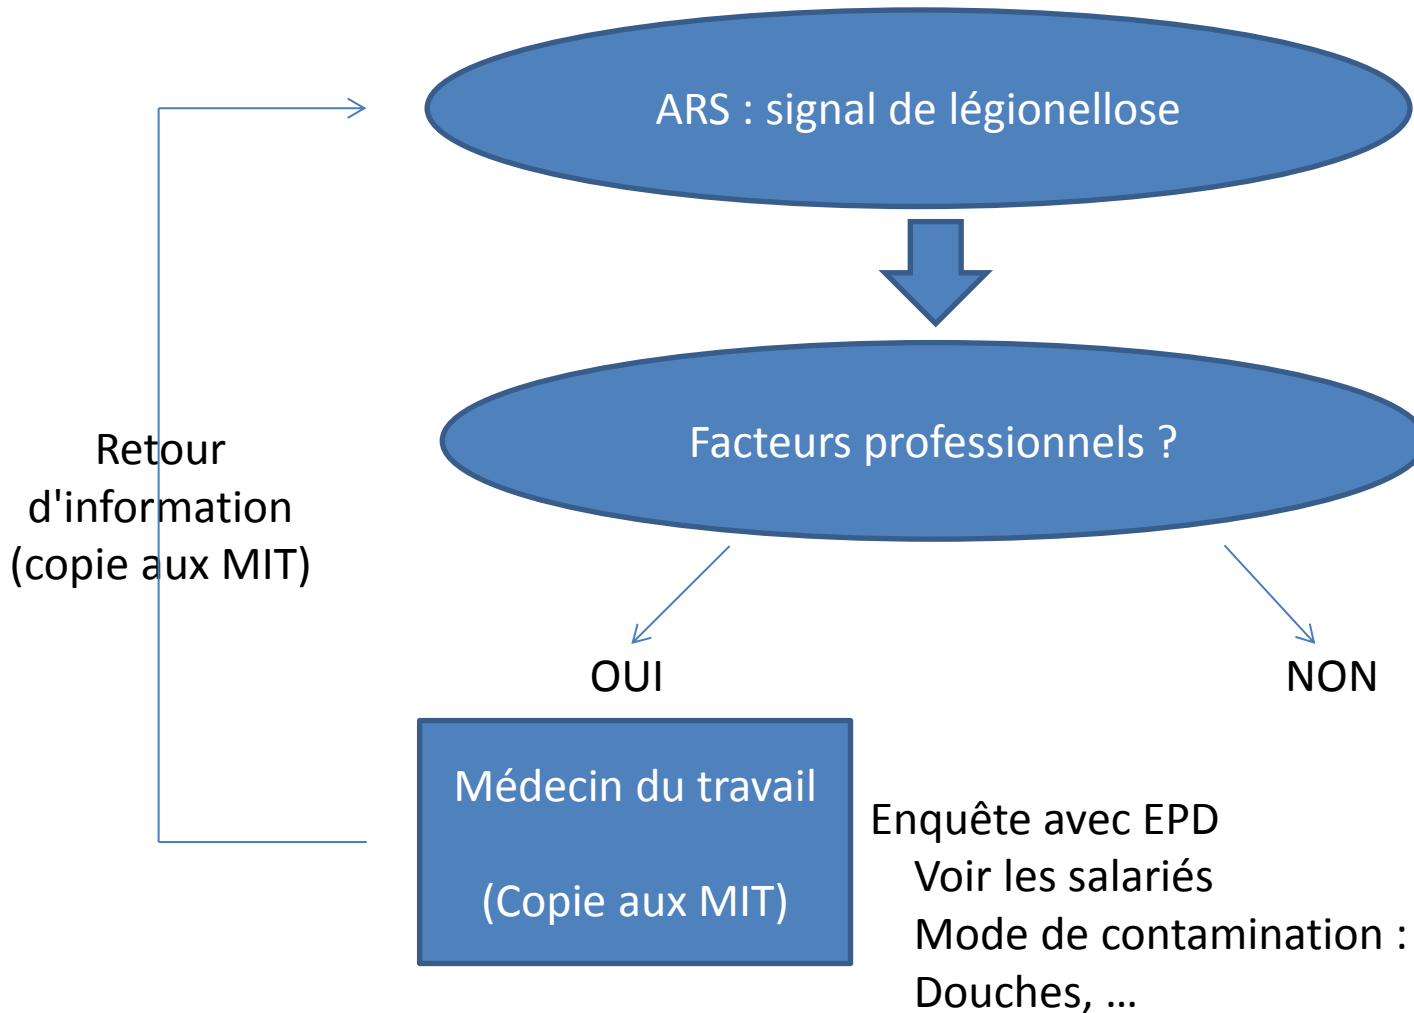 ARS : signal de légionellose
Facteurs professionnels ?
Retour
d'information
(copie aux MIT)
OUI
NON
Médecin du travail
(Copie aux MIT)
Enquête avec EPD
Voir les salariés
Mode de contamination :
Douches, ...